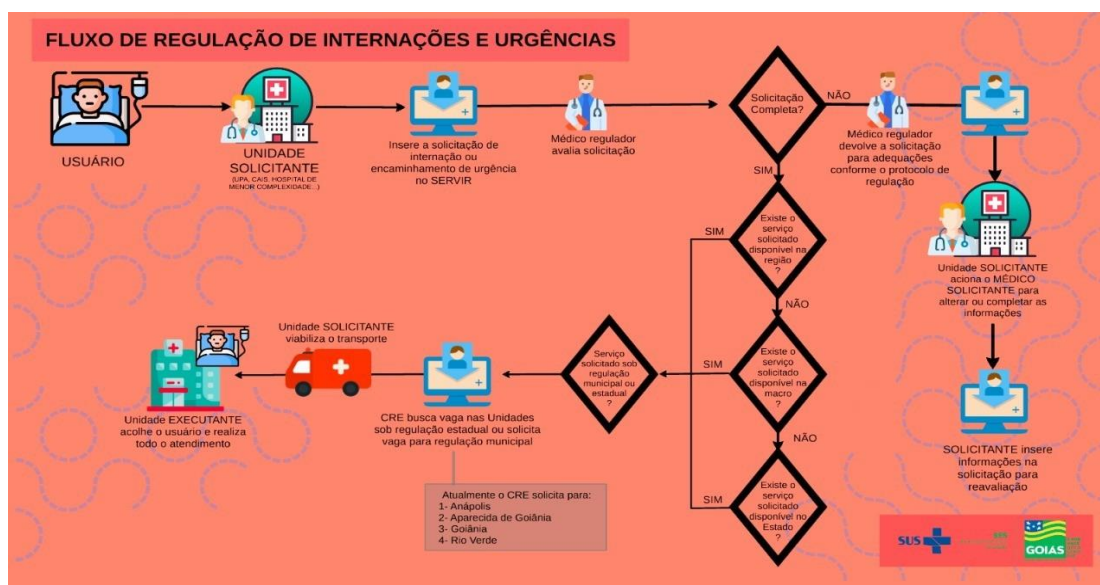 FLUXO DE REGULAÇÃO DE INTERNAÇÕES E URGÊNCIAS
USUÁRIO
UNIDADE
SOLICITANTE
(UPA, CAIS, HOSPITAL DE
MENOR COMPLEXIDADE...)
Insere a solicitação de
internação ou
encaminhamento de urgência
no SERVIR
Médico regulador
avalia solicitação
Solicitação
Completa?
NÃO
Médico regulador
devolve a solicitação
para adequações
conforme o protocolo de
regulação
Unidade SOLICITANTE
aciona o MÉDICO
SOLICITANTE para
alterar ou completar as
informações
SOLICITANTE insere
informações na
solicitação para
reavaliação
SIM
Existe o
serviço
solicitado
disponível na
região
?
SIM
NÃO
Existe o
serviço
solicitado
disponível na
macro
?
SIM
NÃO
Existe o
serviço
solicitado
disponível no
Estado
?
SIM
Serviço
solicitado sob
regulação
municipal ou
estadual
?
CRE busca vaga nas Unidades
sob regulação estadual ou solicita
vaga para regulação municipal
Atualmente o CRE solicita para:
1- Anápolis
2- Aparecida de Goiânia
3- Goiânia
4- Rio Verde
Unidade SOLICITANTE
viabiliza o transporte
Unidade EXECUTANTE
acolhe o usuário e realiza
todo o atendimento
SUS
SES
GOIÁS